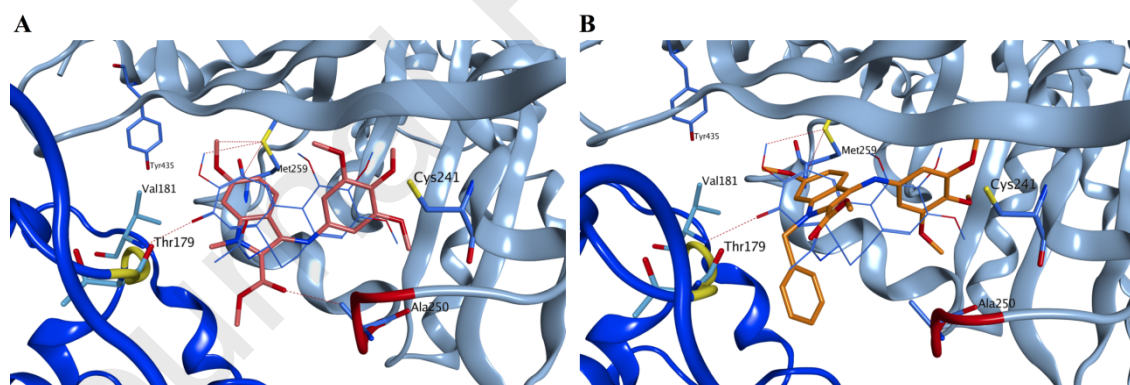 A
B
Tyr435
Met259
Val181
Cys241
Thr179
Ala250
Tyr435
Met259
Val181
Cys241
Thr179
Ala250